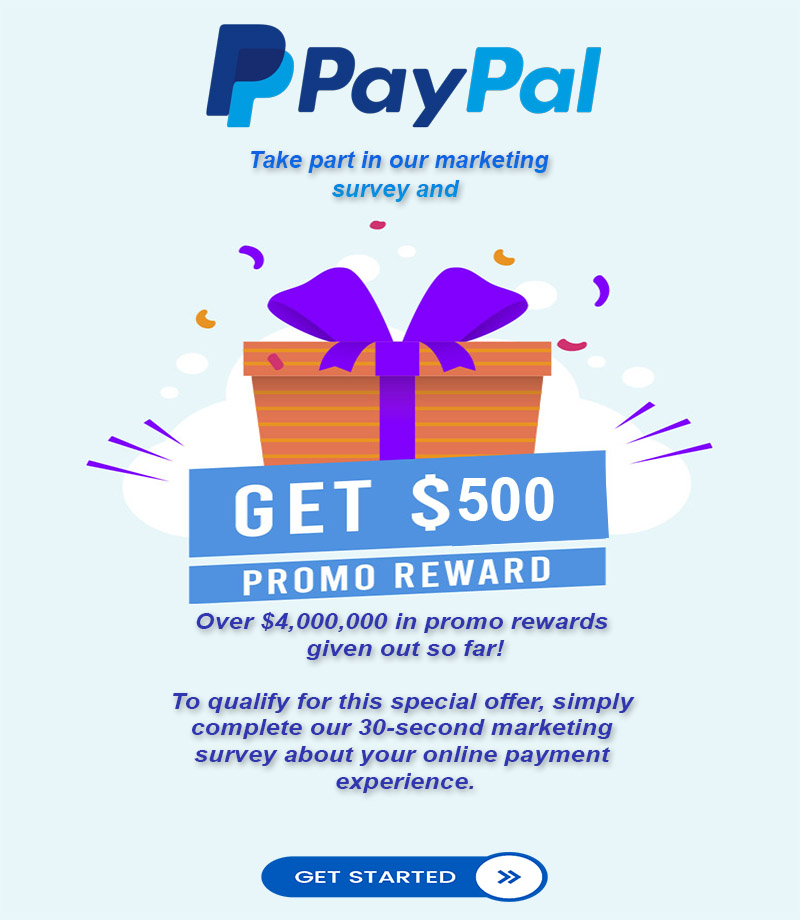 PayPal
Take part in our marketing
survey and
GET $500
PROMO REWARD
Over $4,000,000 in promo rewards
given out so far!
To qualify for this special offer, simply
complete our 30-second marketing
survey about your online payment
experience.
GET STARTED